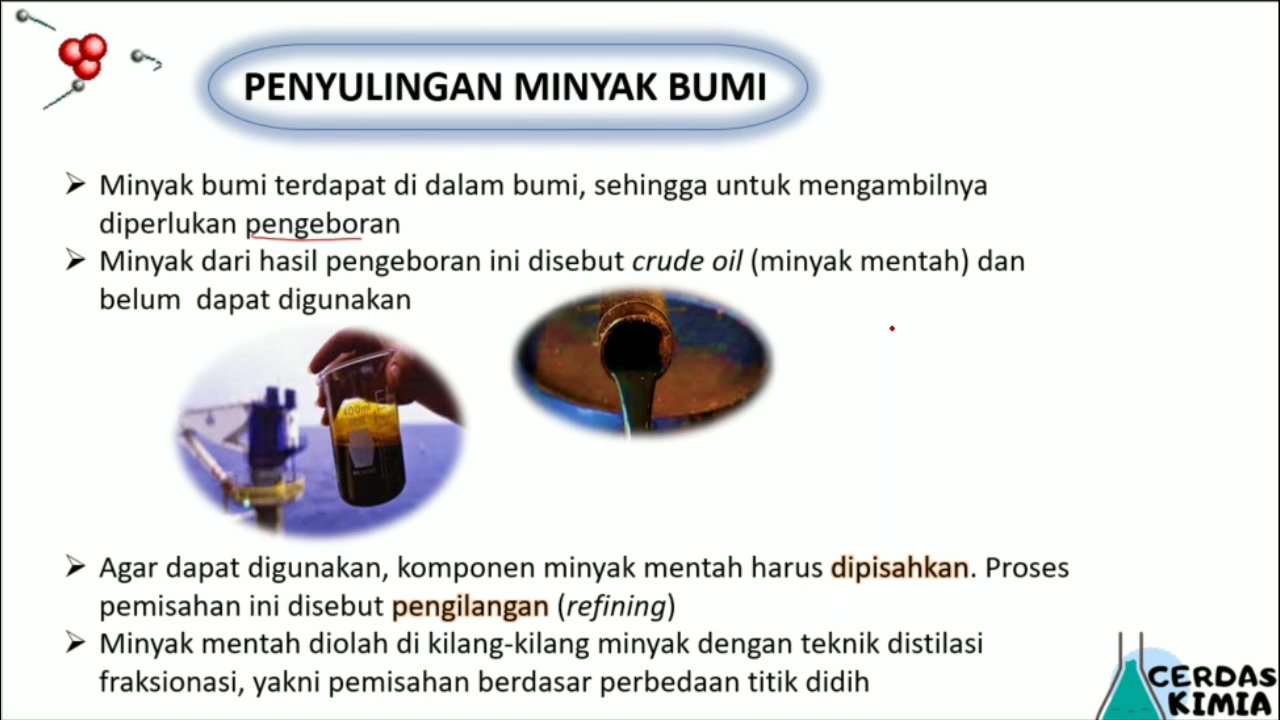 PENYULINGAN MINYAK BUMI
Minyak bumi terdapat di dalam bumi, sehingga untuk mengambilnya
diperlukan pengeboran
Minyak dari hasil pengeboran ini disebut crude oil (minyak mentah) dan
belum dapat digunakan
400ml
Agar dapat digunakan, komponen minyak mentah harus dipisahkan. Proses
pemisahan ini disebut pengilangan (refining)
Minyak mentah diolah di kilang-kilang minyak dengan teknik distilasi
fraksionasi, yakni pemisahan berdasar perbedaan titik didih
CERDAS
KIMIA